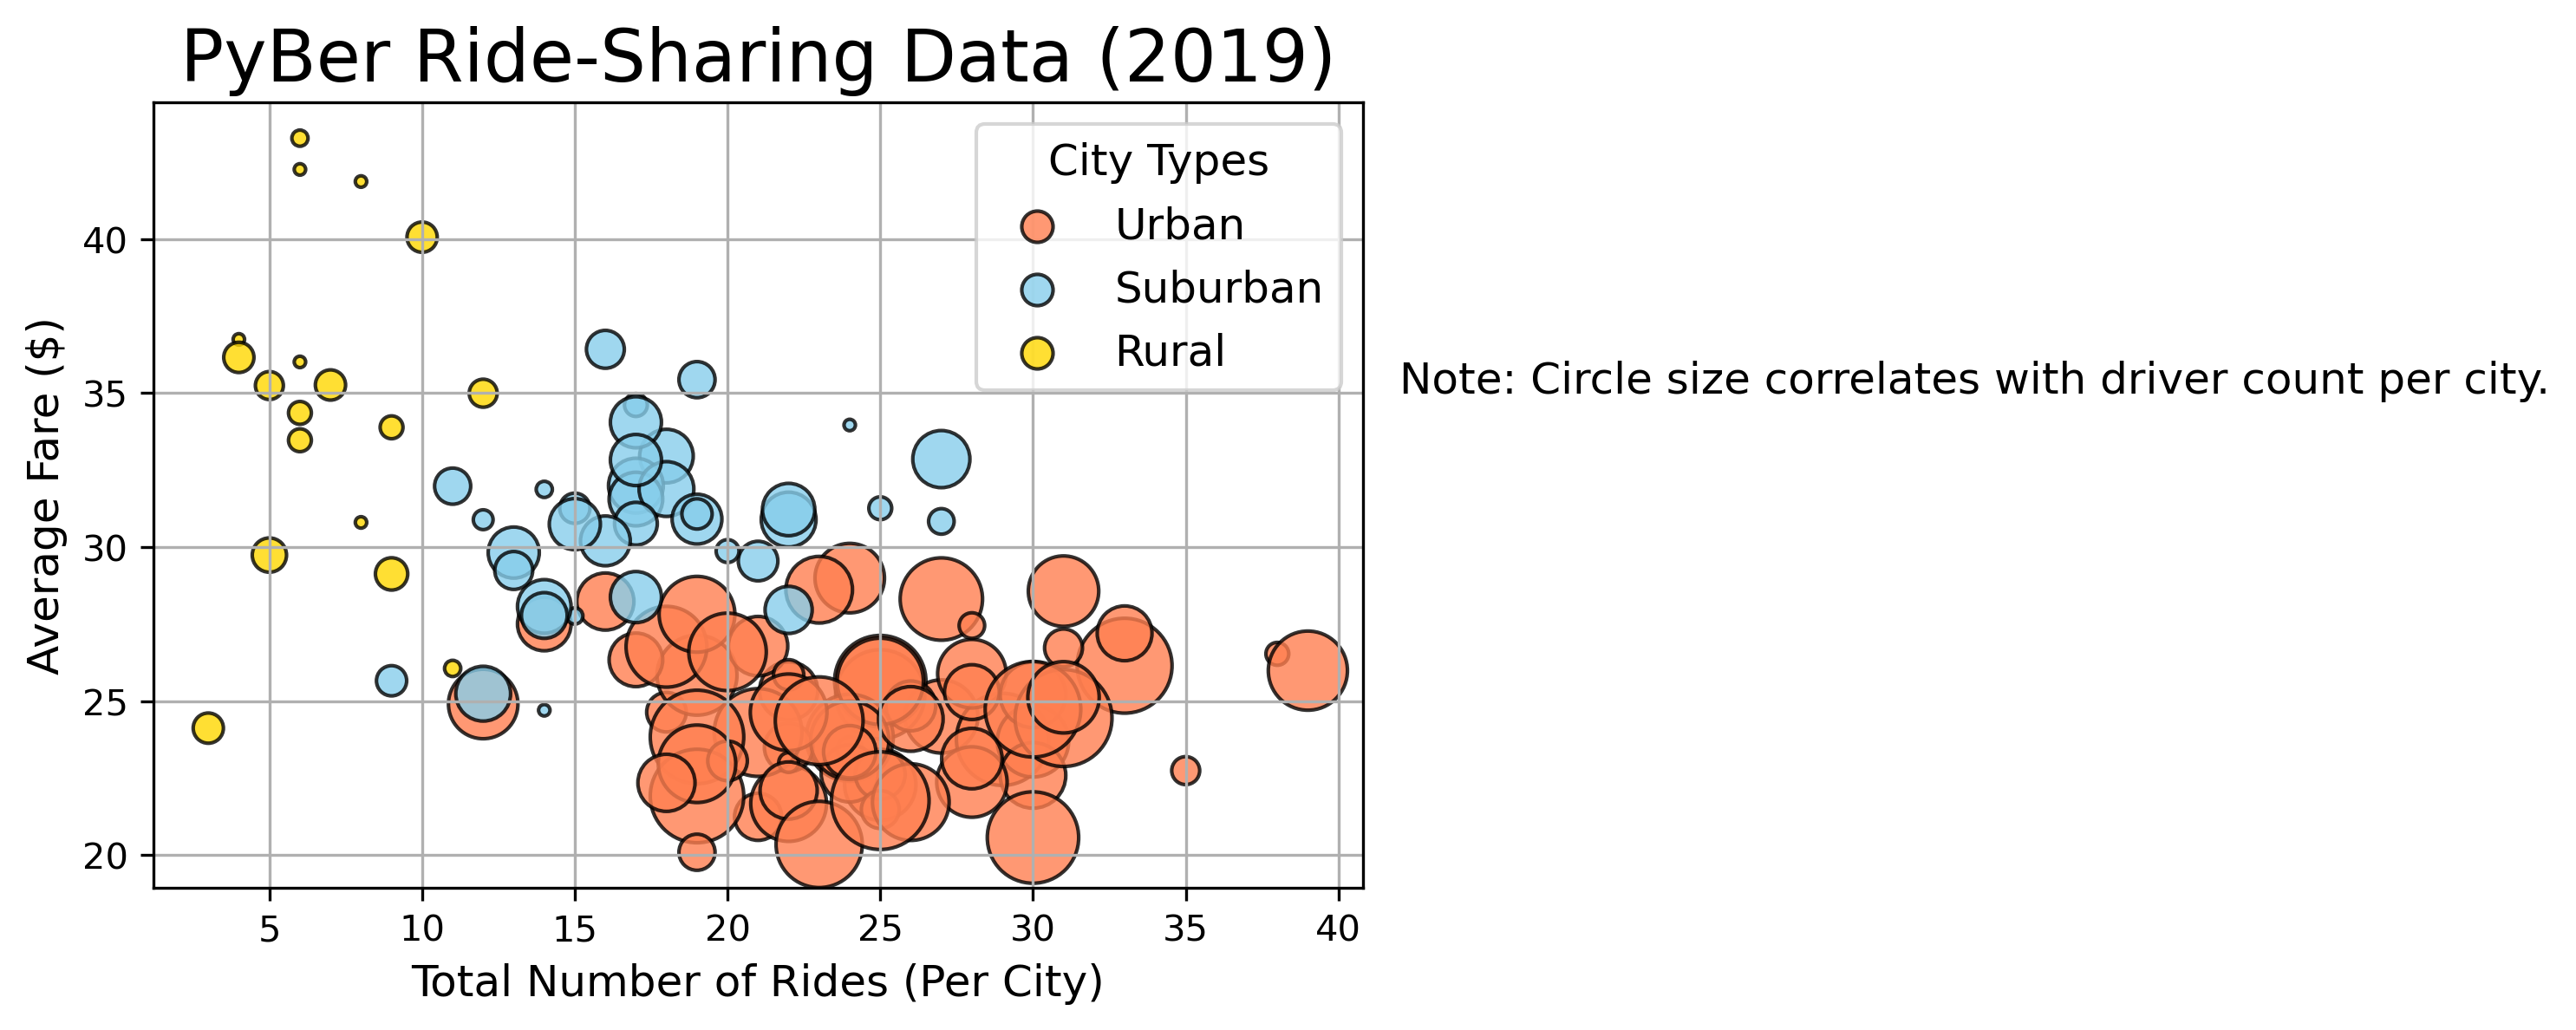 PyBer Ride-Sharing Data (2019)
City Types
Urban
Suburban
Rural
40
35
30
25
20
Average Fare ($)
5 10 15 20 25 30 35 40
Total Number of Rides (Per City)
Note: Circle size correlates with driver count per city.